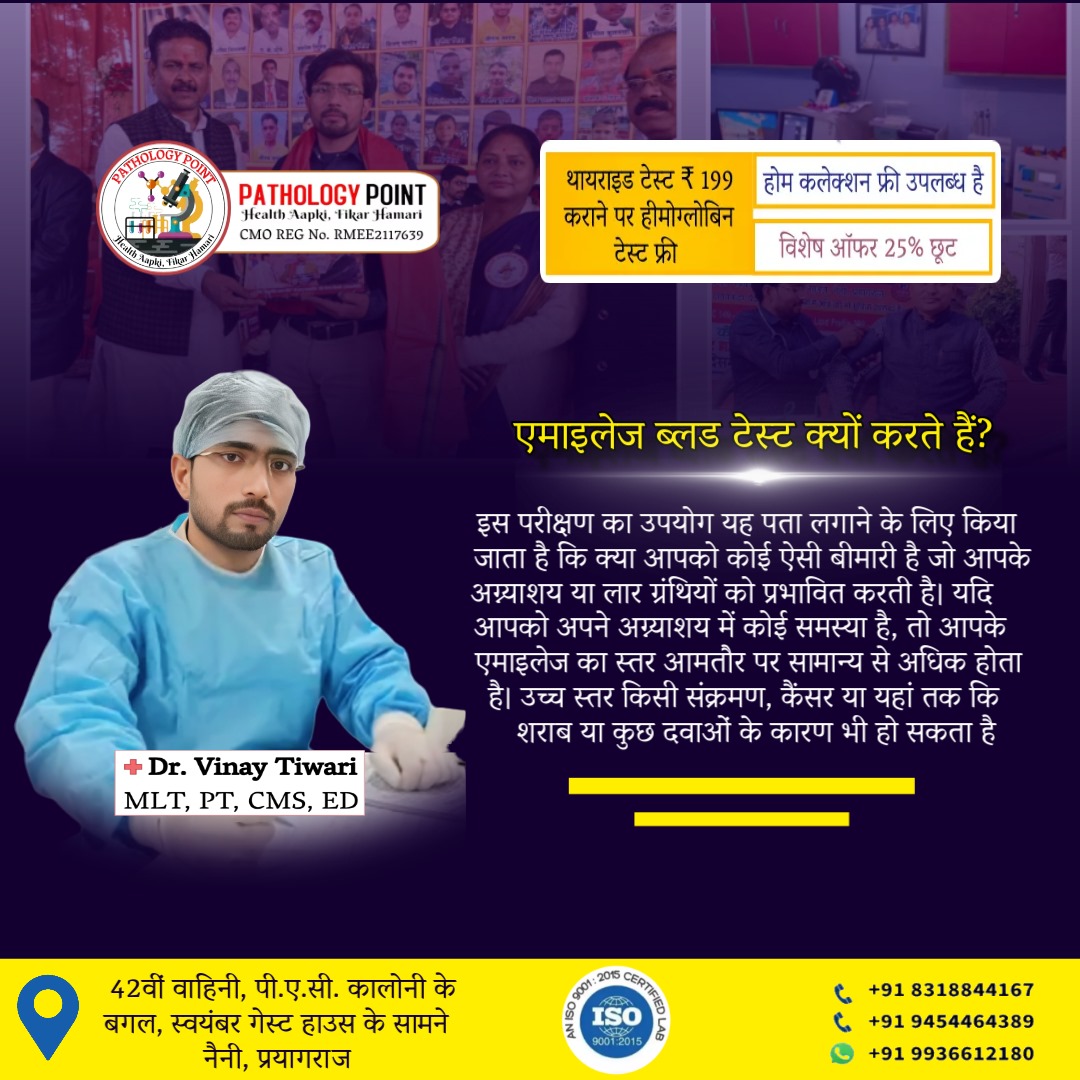 PATHOLOGY POINT
Health Aapki, Fikar Hamari
PATHOLOGY POINT
Health Aapki, Fikar Hamari
CMO REG No. RMEE2117639
थायराइड टेस्ट ₹ 199
कराने पर हीमोग्लोबिन
टेस्ट फ्री
होम कलेक्शन फ्री उपलब्ध है
विशेष ऑफर 25% छूट
एमाइलेज ब्लड टेस्ट क्यों करते हैं?
इस परीक्षण का उपयोग यह पता लगाने के लिए किया
जाता है कि क्या आपको कोई ऐसी बीमारी है जो आपके
अग्न्याशय या लार ग्रंथियों को प्रभावित करती है। यदि
आपको अपने अग्न्याशय में कोई समस्या है, तो आपके
एमाइलेज का स्तर आमतौर पर सामान्य से अधिक होता
है। उच्च स्तर किसी संक्रमण, कैंसर या यहां तक कि
शराब या कुछ दवाओं के कारण भी हो सकता है
Dr. Vinay Tiwari
MLT, PT, CMS, ED
42वीं वाहिनी, पी.ए.सी. कालोनी के
बगल, स्वयंबर गेस्ट हाउस के सामने
नैनी, प्रयागराज
AN ISO 9001 : 2015 CERTIFIED LAB
ISO
9001:2015
+91 8318844167
+91 9454464389
+91 9936612180